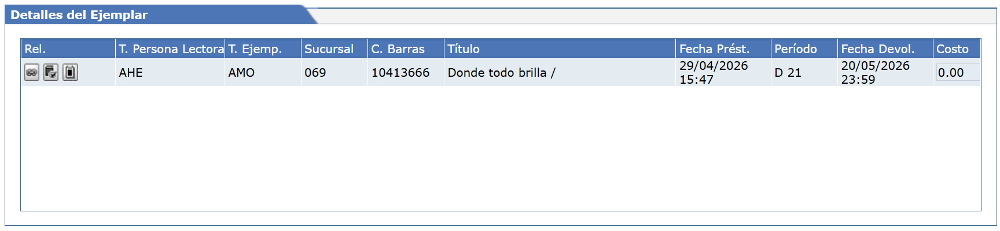 Detalles del Ejemplar
Rel. T. Persona Lectora T. Ejemp. Sucursal C. Barras Título Fecha Prést. Período Fecha Devol. Costo
AHE AMO 069 10413666 Donde todo brilla / 29/04/2026 15:47 D 21 20/05/2026 23:59 0.00